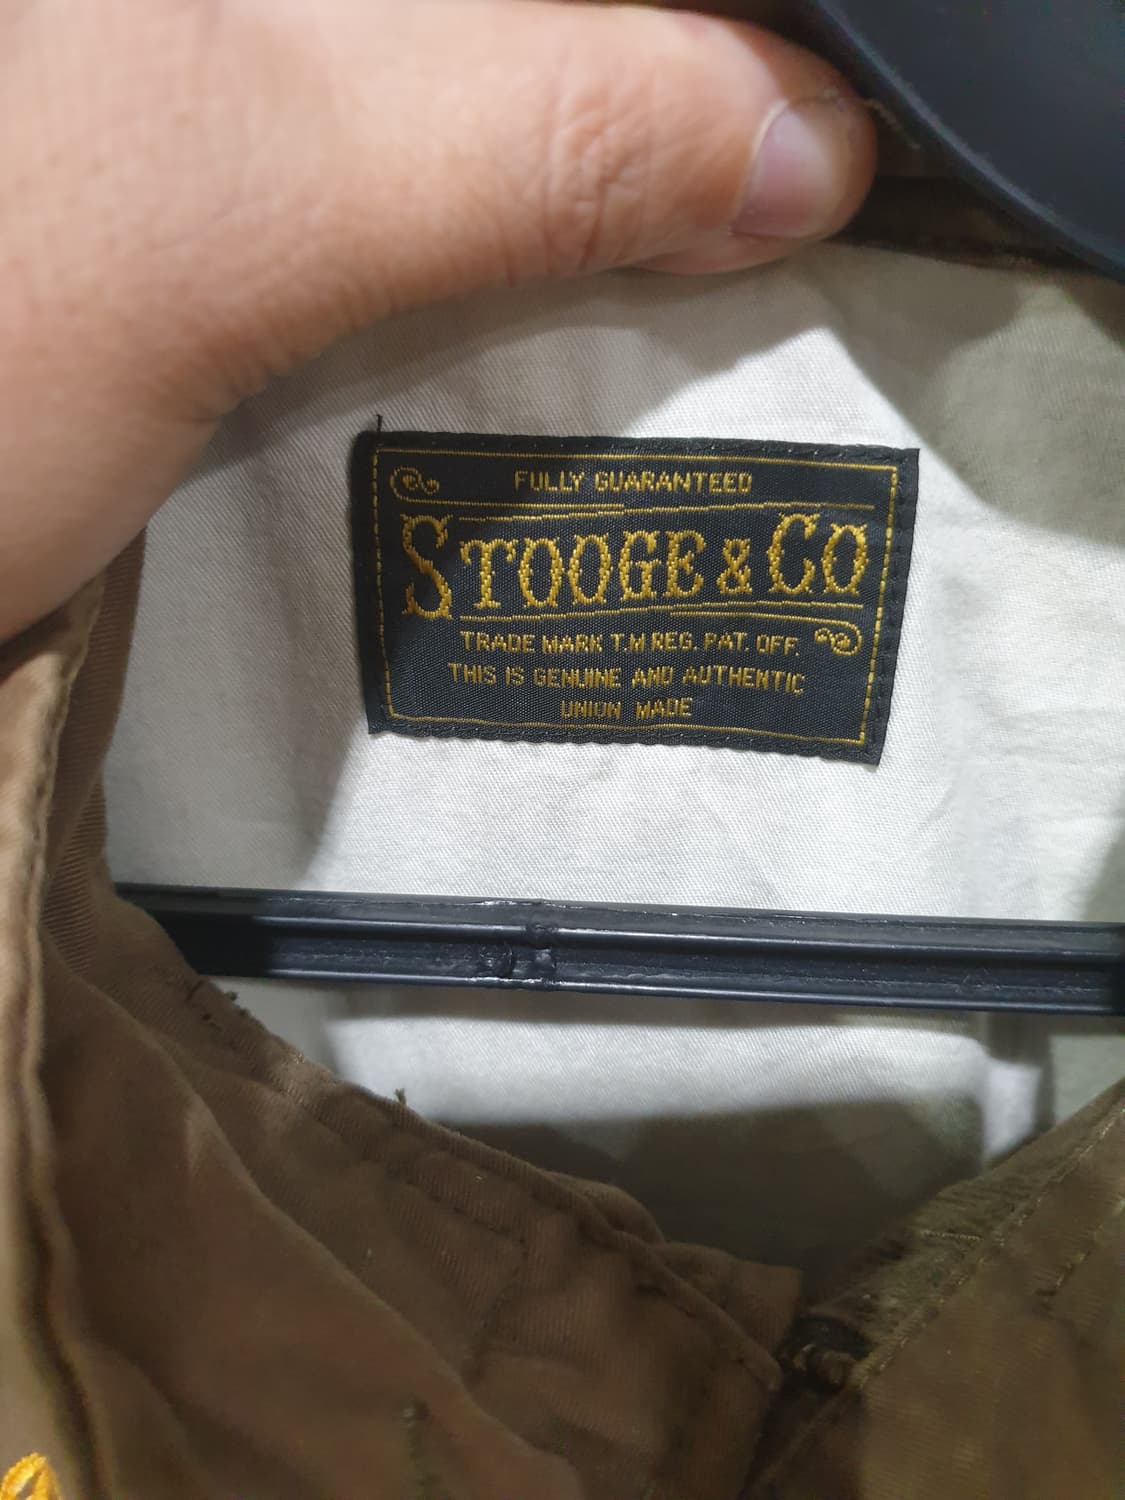 FULLY GUARANTEED
STOOGE & CO
TRADE MARK T.M REG. PAT. OFF.
THIS IS GENUINE AND AUTHENTIC
UNION MADE